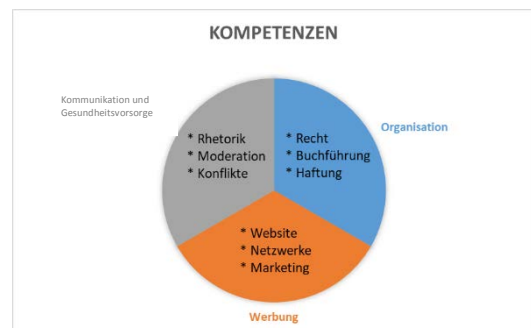 KOMPETENZEN
Kommunikation und
Gesundheitsvorsorge
* Rhetorik
* Moderation
* Konflikte
Organisation
* Recht
* Buchführung
* Haftung
* Website
* Netzwerke
* Marketing
Werbung